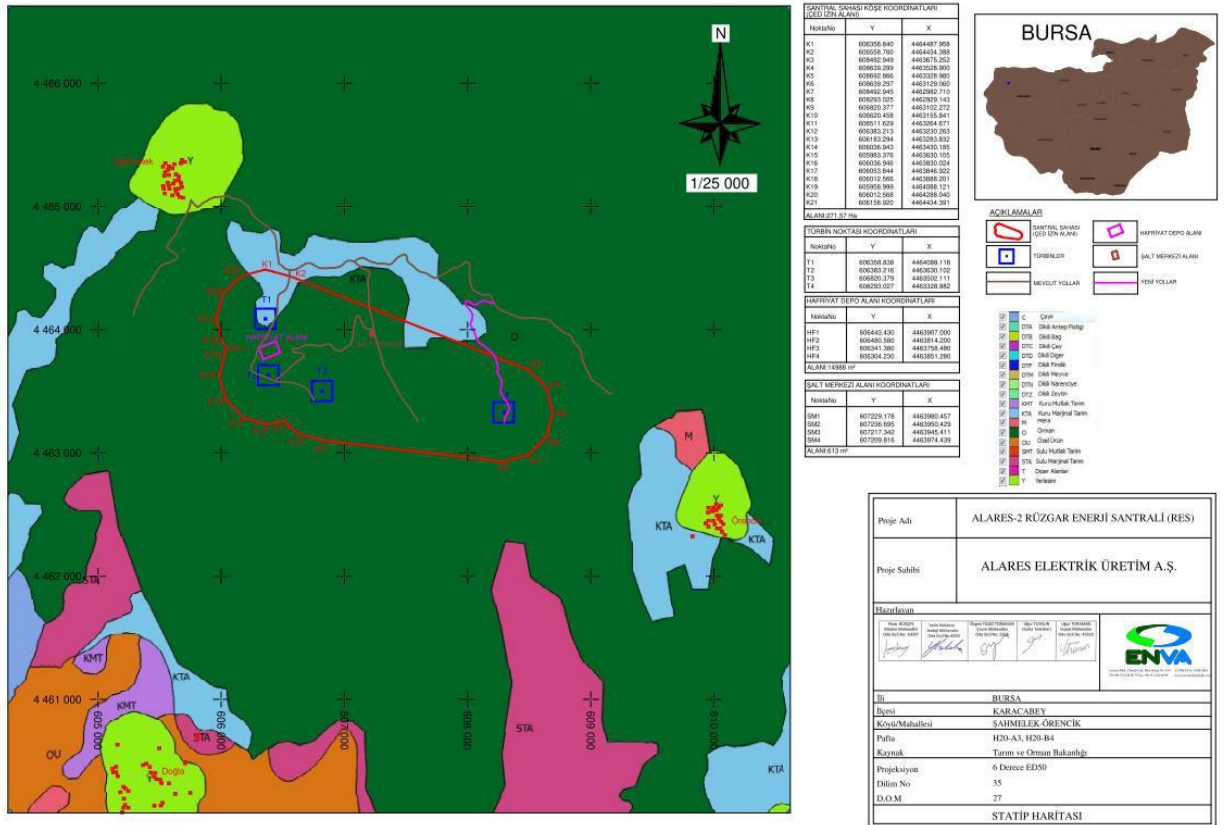 N
1/25 000
4 466 000
4 465 000
4 464 000
4 463 000
4 462 000
4 461 000
605 000
606 000
607 000
608 000
609 000
610 000
Y
K1
K2
KTA
T1
HAFRİYAT ALANI
O
T3
M
Y
Örencik
KTA
KTA
STA
KMT
KTA
KMT
STA
OU
Y
Doğla
STA
KTA
SANTRAL SAHASI KÖŞE KOORDİNATLARI
(ÇED İZİN ALANI)
NoktaNo Y X
K1 606358.840 4464487.958
K2 606558.760 4464434.388
K3 608492.949 4463675.252
K4 608639.299 4463528.900
K5 608692.866 4463328.980
K6 608639.297 4463129.060
K7 608492.945 4462982.710
K8 608293.025 4462929.143
K9 606820.377 4463102.272
K10 606620.458 4463155.841
K11 606511.629 4463264.671
K12 606383.213 4463230.263
K13 606183.294 4463283.832
K14 606036.943 4463430.185
K15 605983.376 4463630.105
K16 606036.946 4463830.024
K17 606053.844 4463846.922
K18 606012.566 4463888.201
K19 605958.999 4464088.121
K20 606012.568 4464288.040
K21 606158.920 4464434.391
ALANI:271,57 Ha
TÜRBİN NOKTASI KOORDİNATLARI
NoktaNo Y X
T1 606358.838 4464088.118
T2 606383.216 4463630.102
T3 606820.379 4463502.111
T4 608293.027 4463328.982
HAFRİYAT DEPO ALANI KOORDİNATLARI
NoktaNo Y X
HF1 606443.430 4463907.000
HF2 606480.580 4463814.200
HF3 606341.380 4463758.480
HF4 606304.230 4463851.280
ALANI:14988 m²
ŞALT MERKEZİ ALANI KOORDİNATLARI
NoktaNo Y X
SM1 607229.178 4463980.457
SM2 607236.695 4463950.429
SM3 607217.342 4463945.411
SM4 607209.816 4463974.439
ALANI:613 m²
BURSA
AÇIKLAMALAR
SANTRAL SAHASI
(ÇED İZİN ALANI)
HAFRİYAT DEPO ALANI
TÜRBİNLER
ŞALT MERKEZİ ALANI
MEVCUT YOLLAR
YENİ YOLLAR
C Çayır
DTA Dikili Antep Fıstığı
DTB Dikili Bağ
DTC Dikili Çay
DTD Dikili Diğer
DTF Dikili Fındık
DTM Dikili Meyve
DTN Dikili Narenciye
DTZ Dikili Zeytin
KMT Kuru Mutlak Tarım
KTA Kuru Marjinal Tarım
M Mera
O Orman
OU Özel Ürün
SMT Sulu Mutlak Tarım
STA Sulu Marjinal Tarım
T Diğer Alanlar
Y Yerleşim
Proje Adı ALARES-2 RÜZGAR ENERJİ SANTRALİ (RES)
Proje Sahibi ALARES ELEKTRİK ÜRETİM A.Ş.
Hazırlayan
ENVA
İli BURSA
İlçesi KARACABEY
Köyü/Mahallesi ŞAHMELEK-ÖRENCİK
Pafta H20-A3, H20-B4
Kaynak Tarım ve Orman Bakanlığı
Projeksiyon 6 Derece ED50
Dilim No 35
D.O.M 27
STATİP HARİTASI